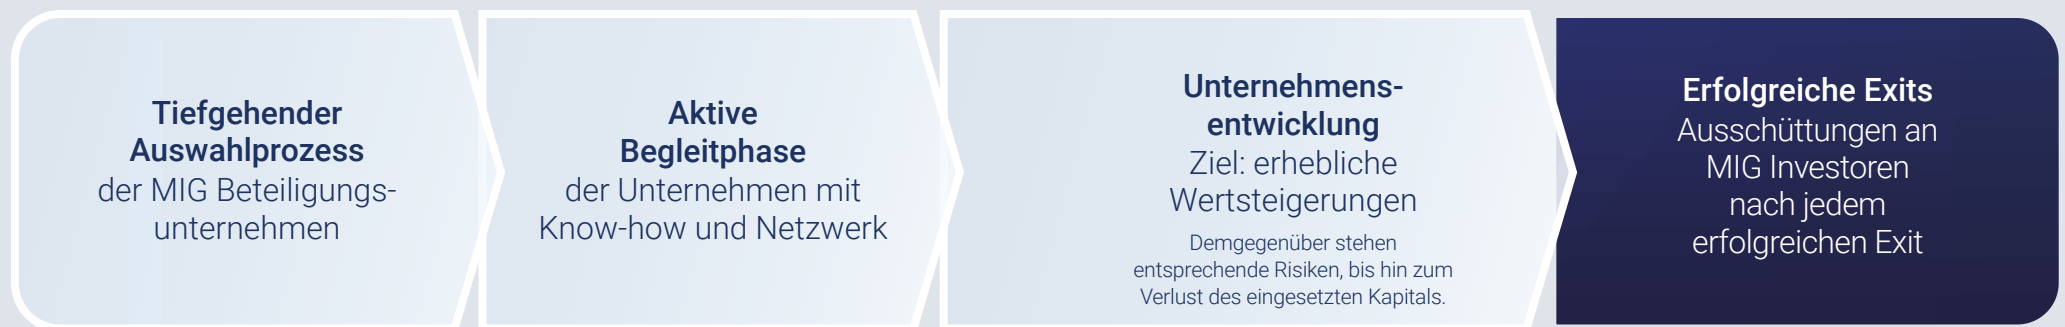 Tiefgehender
Auswahlprozess
der MIG Beteiligungs-
unternehmen
Aktive
Begleitphase
der Unternehmen mit
Know-how und Netzwerk
Unternehmens-
entwicklung
Ziel: erhebliche
Wertsteigerungen
Demgegenüber stehen
entsprechende Risiken, bis hin zum
Verlust des eingesetzten Kapitals.
Erfolgreiche Exits
Ausschüttungen an
MIG Investoren
nach jedem
erfolgreichen Exit